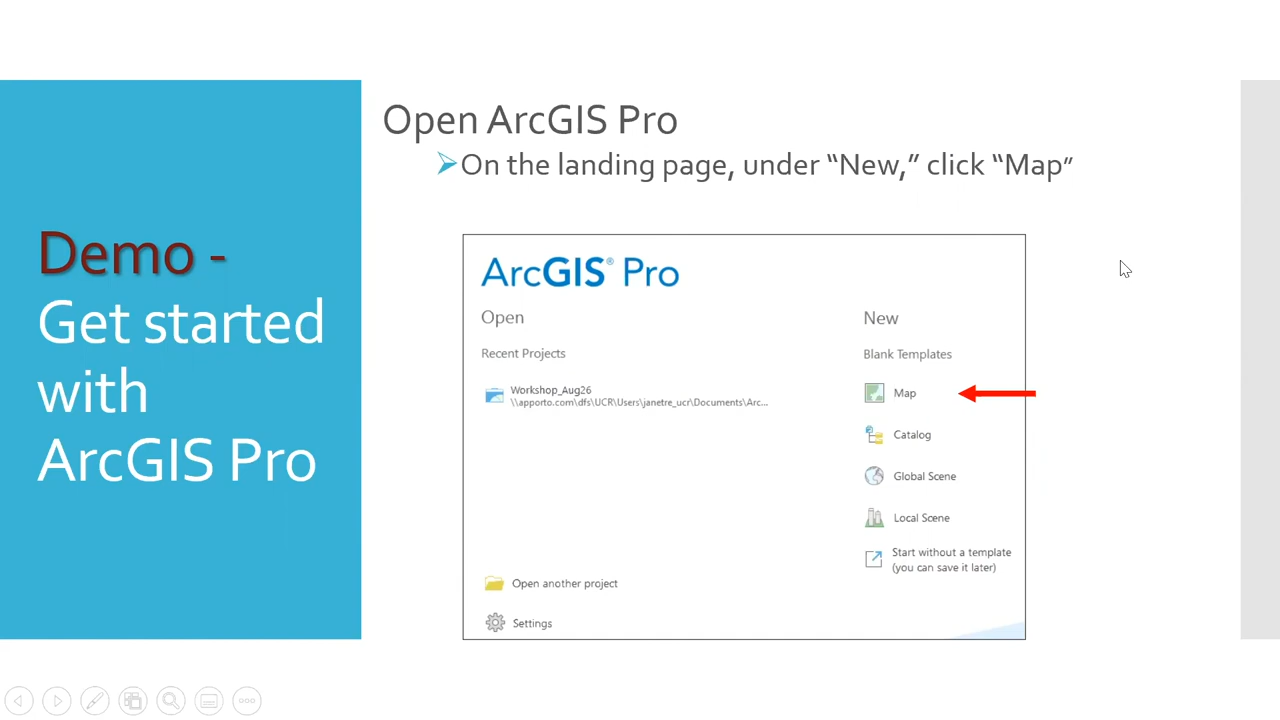 Open ArcGIS Pro
On the landing page, under “New,” click “Map”
Demo -
Get started
with
ArcGIS Pro
ArcGIS® Pro
Open
Recent Projects
Workshop_Aug26
\\apporto.com\dfs\UCR\Users\janetre_ucr\Documents\Arc...
Open another project
Settings
New
Blank Templates
Map
Catalog
Global Scene
Local Scene
Start without a template
(you can save it later)